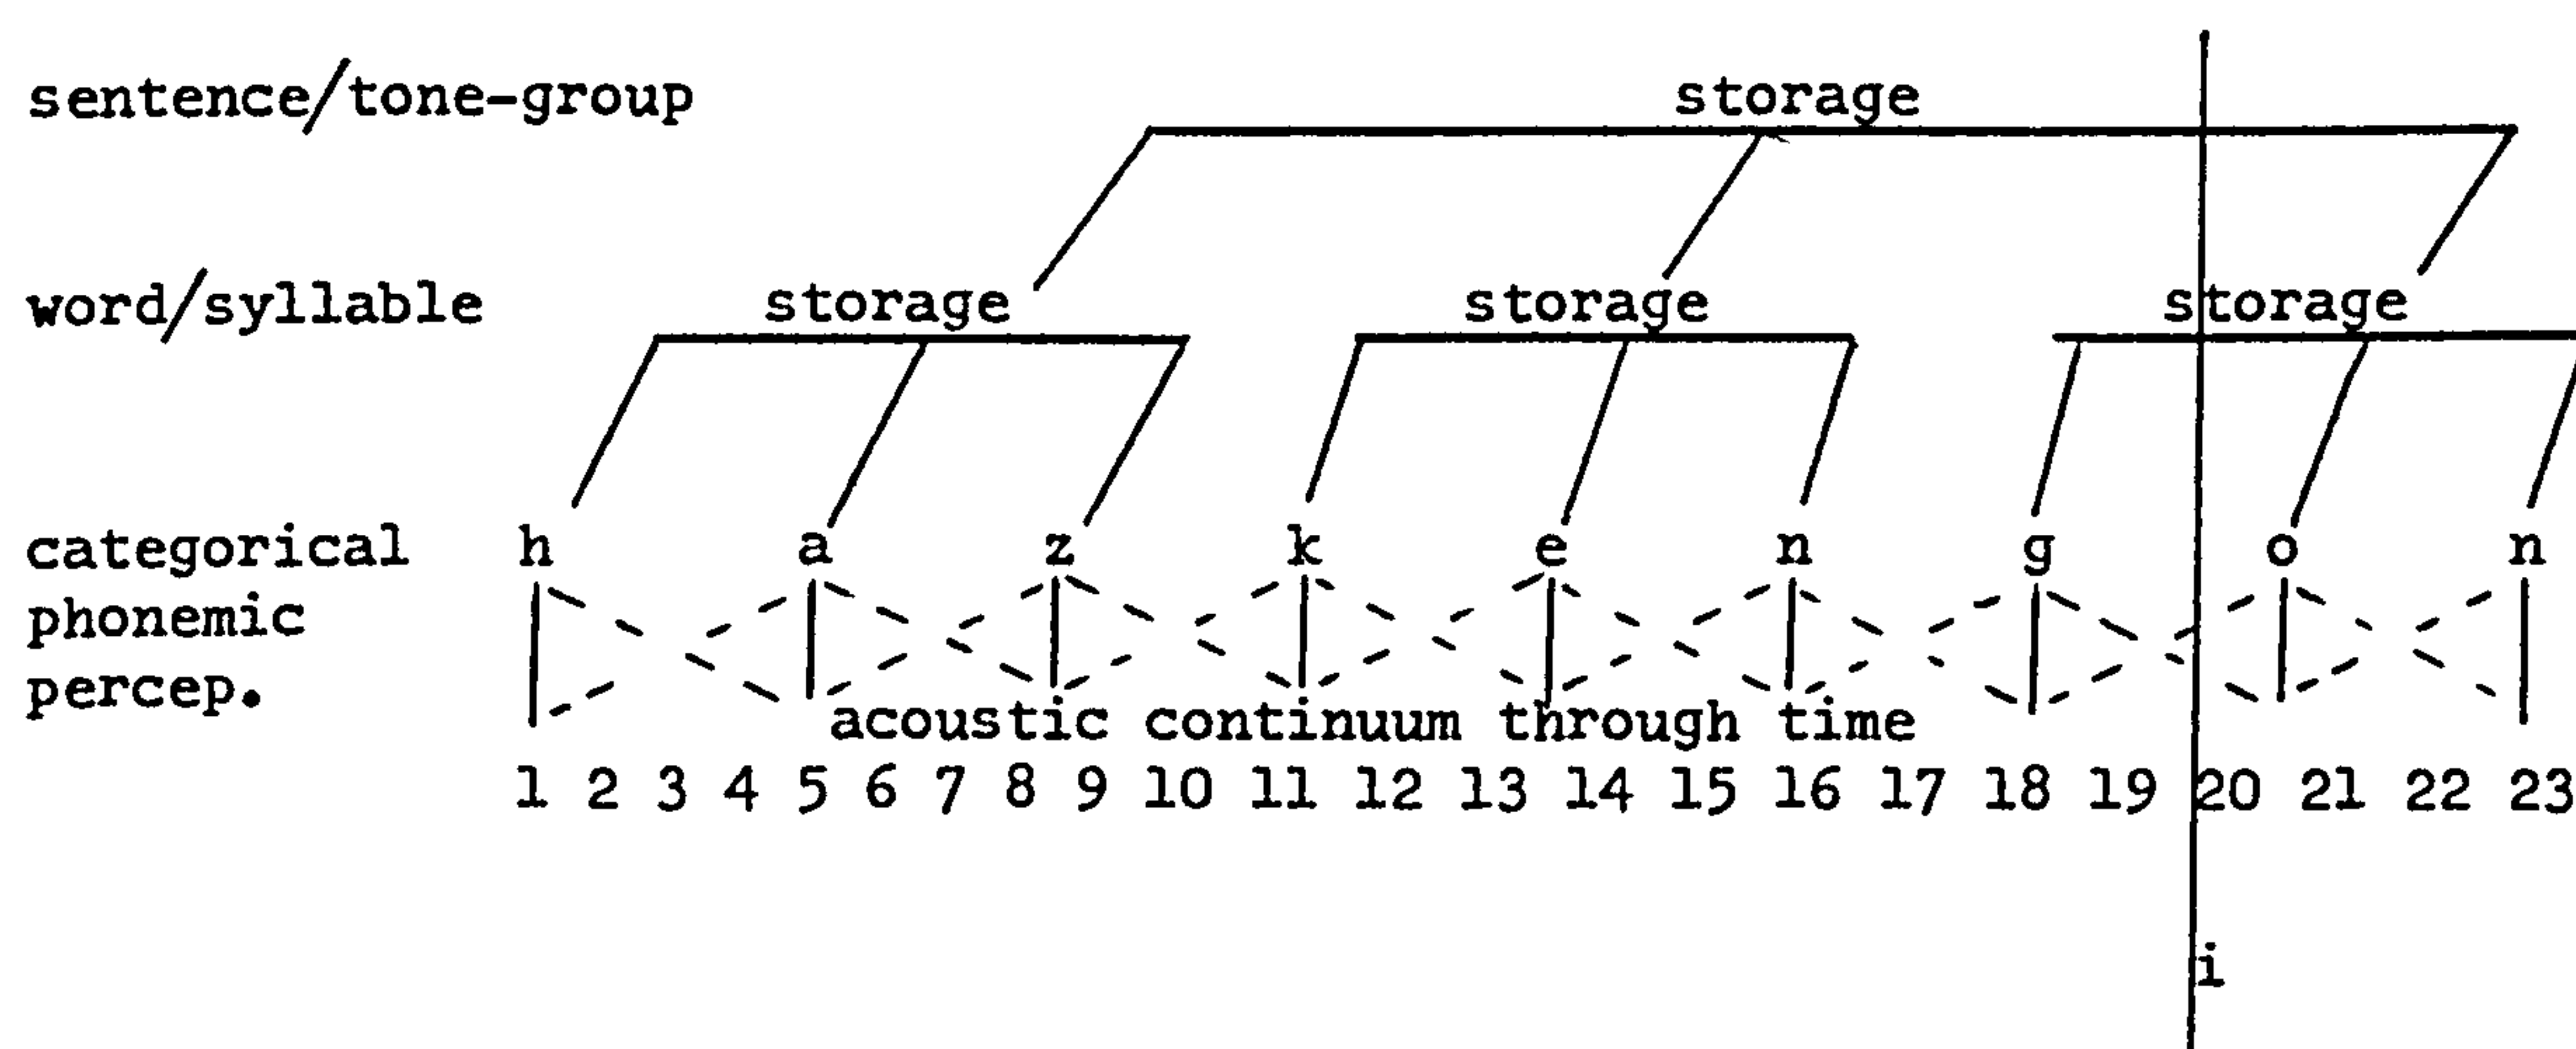 sentence/tone-group storage
word/syllable storage storage storage
categorical h a z k e n g o n
phonemic
percep.
acoustic continuum through time
1 2 3 4 5 6 7 8 9 10 11 12 13 14 15 16 17 18 19 20 21 22 23
i